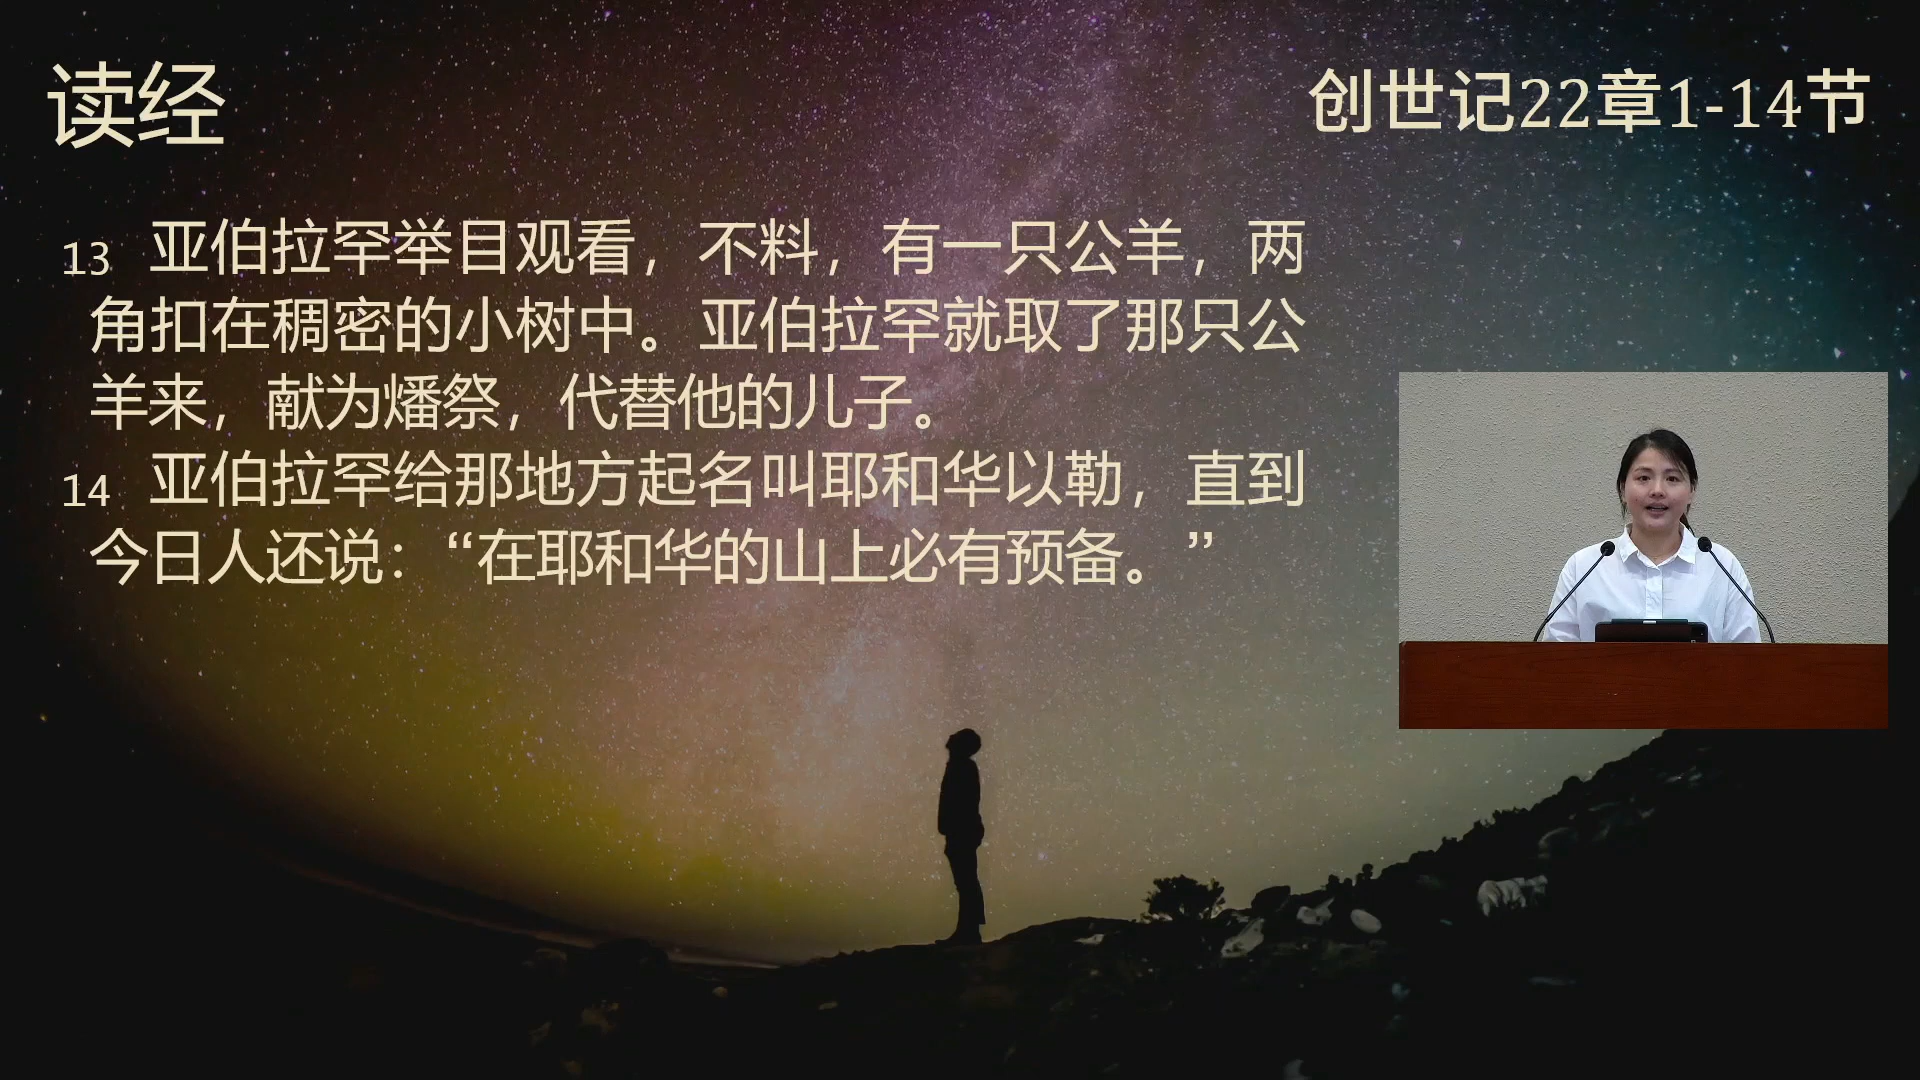 读经
创世记22章1-14节
13 亚伯拉罕举目观看，不料，有一只公羊，两
角扣在稠密的小树中。亚伯拉罕就取了那只公
羊来，献为燔祭，代替他的儿子。
14 亚伯拉罕给那地方起名叫耶和华以勒，直到
今日人还说：“在耶和华的山上必有预备。”